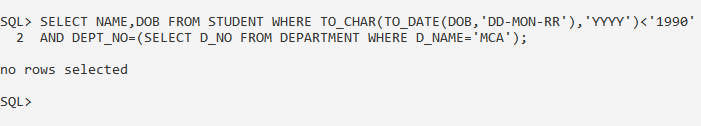 SQL> SELECT NAME,DOB FROM STUDENT WHERE TO_CHAR(TO_DATE(DOB,'DD-MON-RR'),'YYYY')<'1990'
2 AND DEPT_NO=(SELECT D_NO FROM DEPARTMENT WHERE D_NAME='MCA');
no rows selected
SQL>